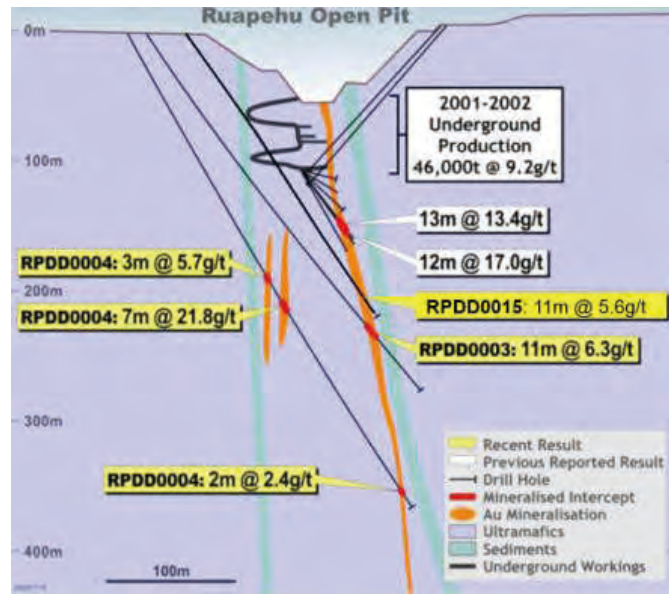 Ruapehu Open Pit
0m
100m
200m
300m
400m
2001-2002
Underground
Production
46,000t @ 9.2g/t
13m @ 13.4g/t
12m @ 17.0g/t
RPDD0004: 3m @ 5.7g/t
RPDD0004: 7m @ 21.8g/t
RPDD0015: 11m @ 5.6g/t
RPDD0003: 11m @ 6.3g/t
RPDD0004: 2m @ 2.4g/t
100m
Recent Result
Previous Reported Result
Drill Hole
Mineralised Intercept
Au Mineralisation
Ultramafics
Sediments
Underground Workings